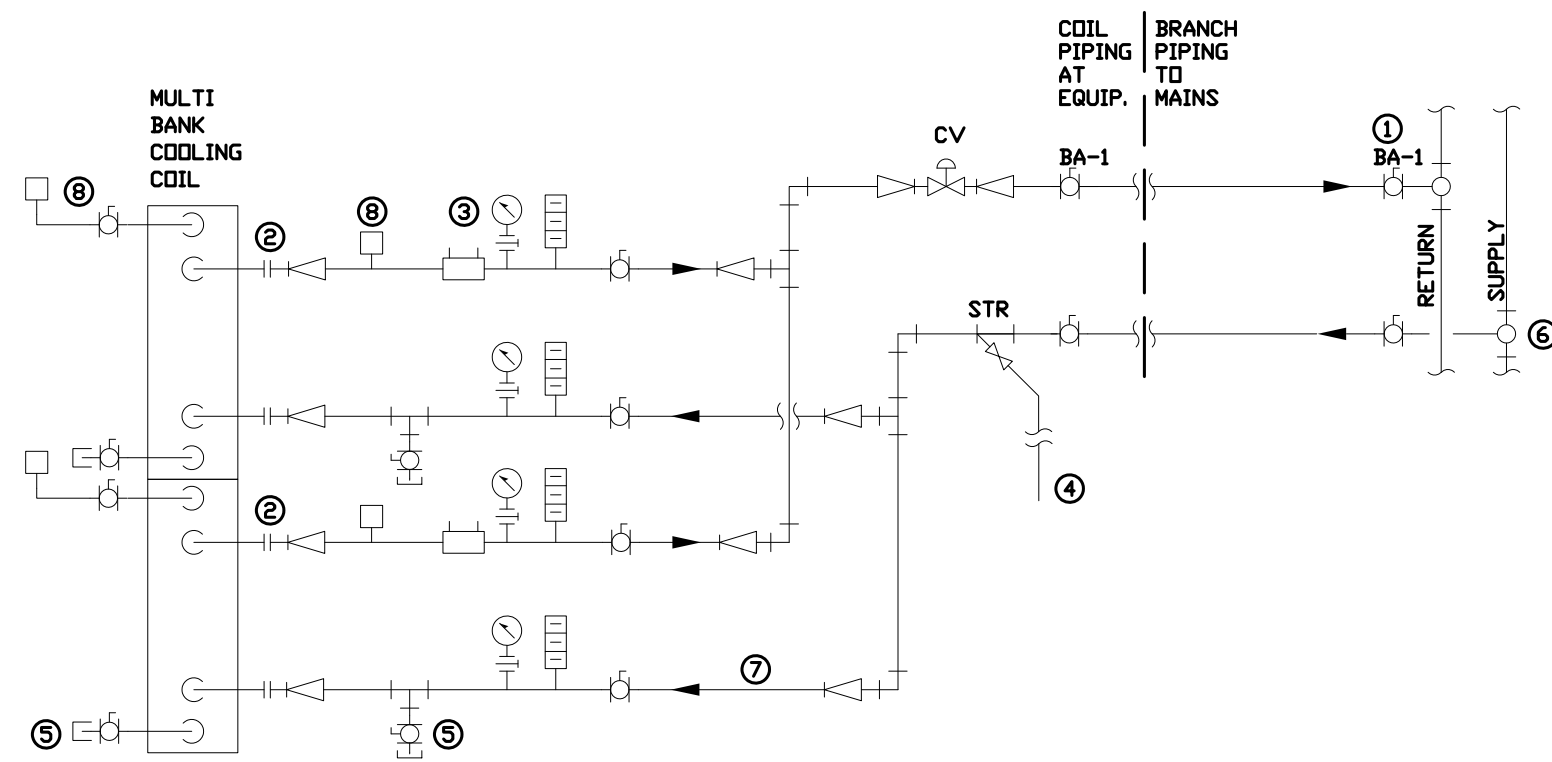 COIL
PIPING
AT
EQUIP.
BRANCH
PIPING
TO
MAINS
MULTI
BANK
COOLING
COIL
CV
1
BA-1
BA-1
8
8
3
2
RETURN
SUPPLY
STR
6
2
4
7
5
5